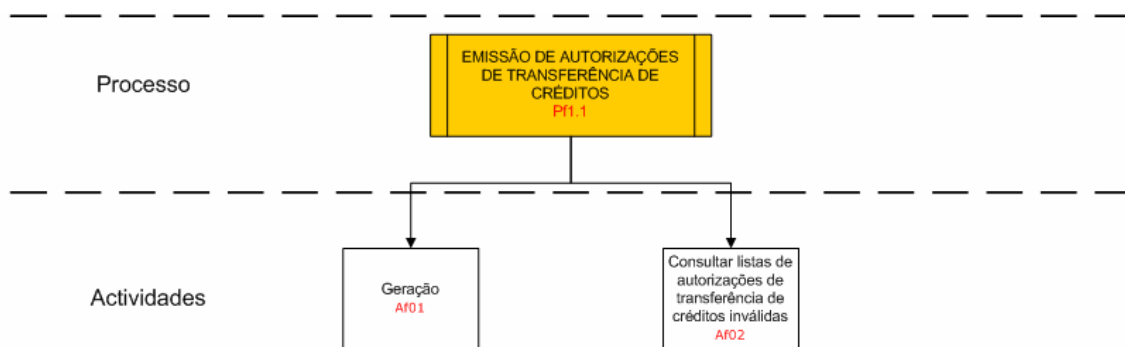 Processo
EMISSÃO DE AUTORIZAÇÕES
DE TRANSFERÊNCIA DE
CRÉDITOS
Pf1.1
Actividades
Geração
Af01
Consultar listas de
autorizações de
transferência de
créditos inválidas
Af02